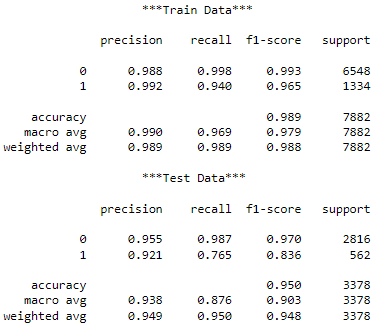 ***Train Data***
precision recall f1-score support
0 0.988 0.998 0.993 6548
1 0.992 0.940 0.965 1334
accuracy 0.989 7882
macro avg 0.990 0.969 0.979 7882
weighted avg 0.989 0.989 0.988 7882
***Test Data***
precision recall f1-score support
0 0.955 0.987 0.970 2816
1 0.921 0.765 0.836 562
accuracy 0.950 3378
macro avg 0.938 0.876 0.903 3378
weighted avg 0.949 0.950 0.948 3378